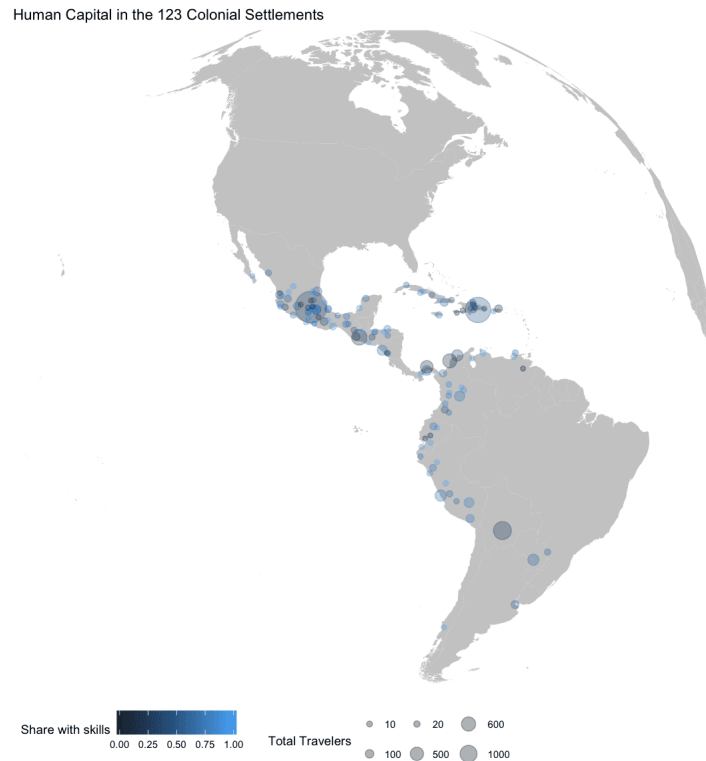 Human Capital in the 123 Colonial Settlements
Share with skills
0.00 0.25 0.50 0.75 1.00
Total Travelers
10 20 600
100 500 1000